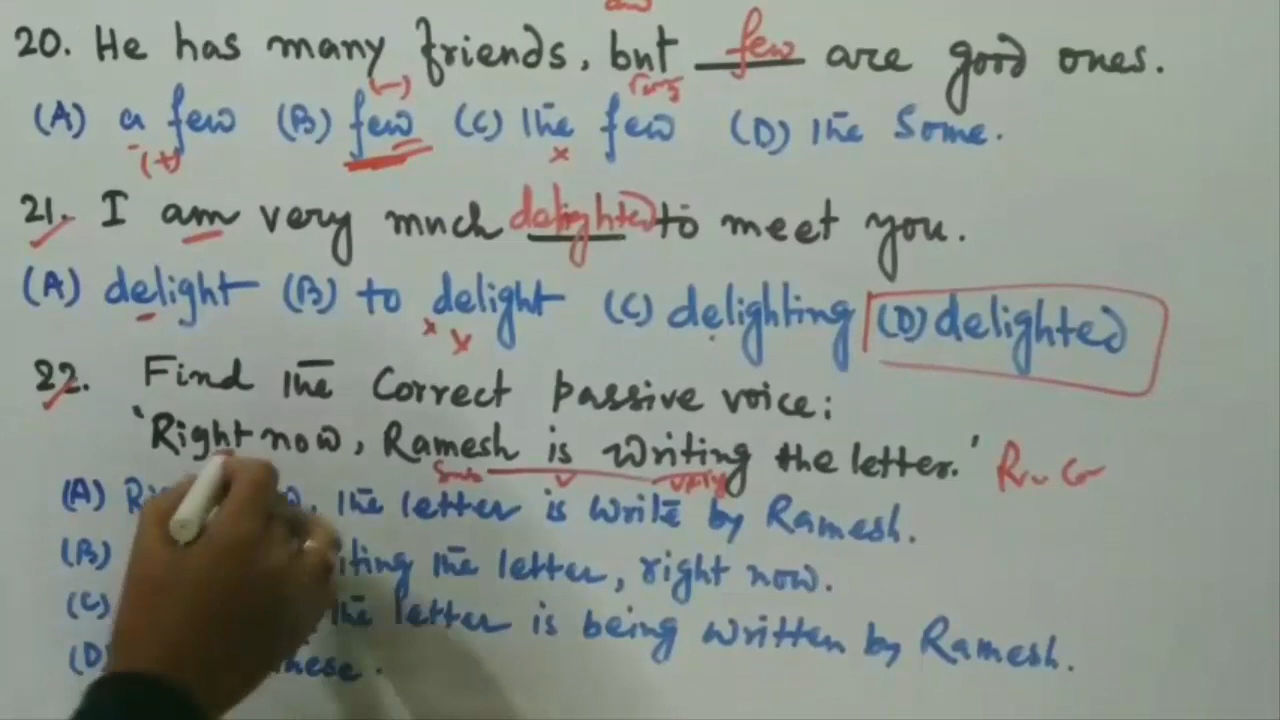 20. He has many friends, but few are good ones.
(A) a few (B) few (C) the few (D) the Some.
(+) (-) x
21. I am very much delighted to meet you.
(A) delight (B) to delight (C) delighting (D) delighted
x x
22. Find the Correct passive voice:
'Right now, Ramesh is writing the letter.'
Sub v
(A) the letter is write by Ramesh.
(B) the letter, right now.
(C) the letter is being written by Ramesh.
(D)